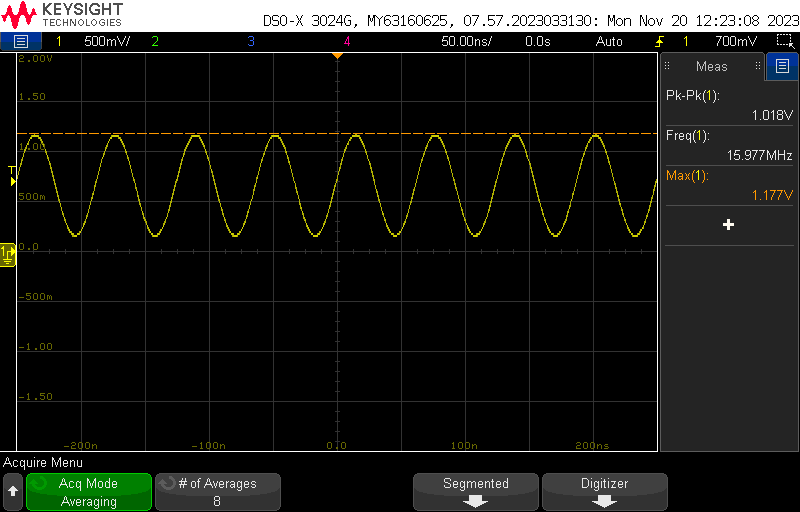 KEYSIGHT
TECHNOLOGIES
DSO-X 3024G, MY63160625, 07.57.2023033130: Mon Nov 20 12:23:08 2023
1 500mV/ 2 3 4 50.00ns/ 0.0s Auto 1 700mV
2.00V
1.50
1.00
500m
0.0
-500m
-1.00
-1.50
-200n -100n 0.0 100n 200ns
T
1
Meas
Pk-Pk(1):
1.018V
Freq(1):
15.977MHz
Max(1):
1.177V
+
Acquire Menu
Acq Mode
Averaging
# of Averages
8
Segmented
Digitizer